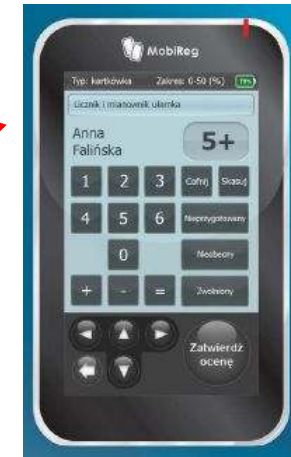 MobiReg
Typ: kartkówka Zakres: 0-50 (%) 79%
Licznik i mianownik ułamka
Anna
Falińska
5+
1 2 3 Cofnij Skasuj
4 5 6 Nieprzygotowany
0 Nieobecny
+ - = Zwolniony
Zatwierdź
ocenę